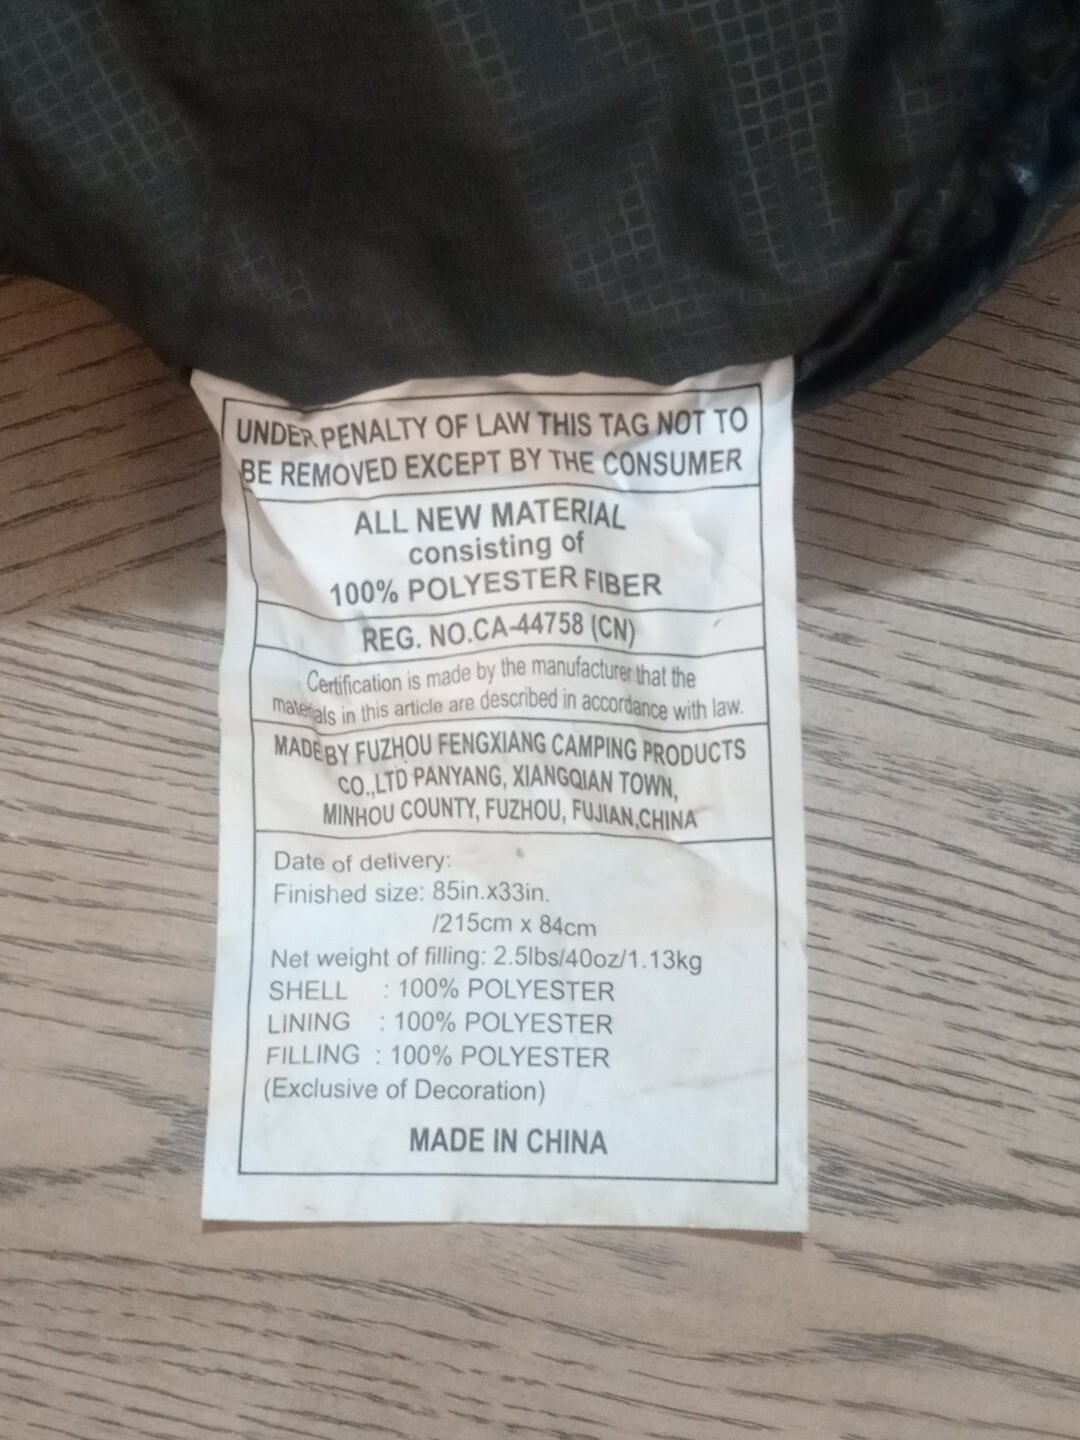 UNDER PENALTY OF LAW THIS TAG NOT TO
BE REMOVED EXCEPT BY THE CONSUMER
ALL NEW MATERIAL
consisting of
100% POLYESTER FIBER
REG. NO.CA-44758 (CN)
Certification is made by the manufacturer that the
materials in this article are described in accordance with law.
MADE BY FUZHOU FENGXIANG CAMPING PRODUCTS
CO.,LTD PANYANG, XIANGQIAN TOWN,
MINHOU COUNTY, FUZHOU, FUJIAN,CHINA
Date of delivery:
Finished size: 85in.x33in.
/215cm x 84cm
Net weight of filling: 2.5lbs/40oz/1.13kg
SHELL : 100% POLYESTER
LINING : 100% POLYESTER
FILLING : 100% POLYESTER
(Exclusive of Decoration)
MADE IN CHINA